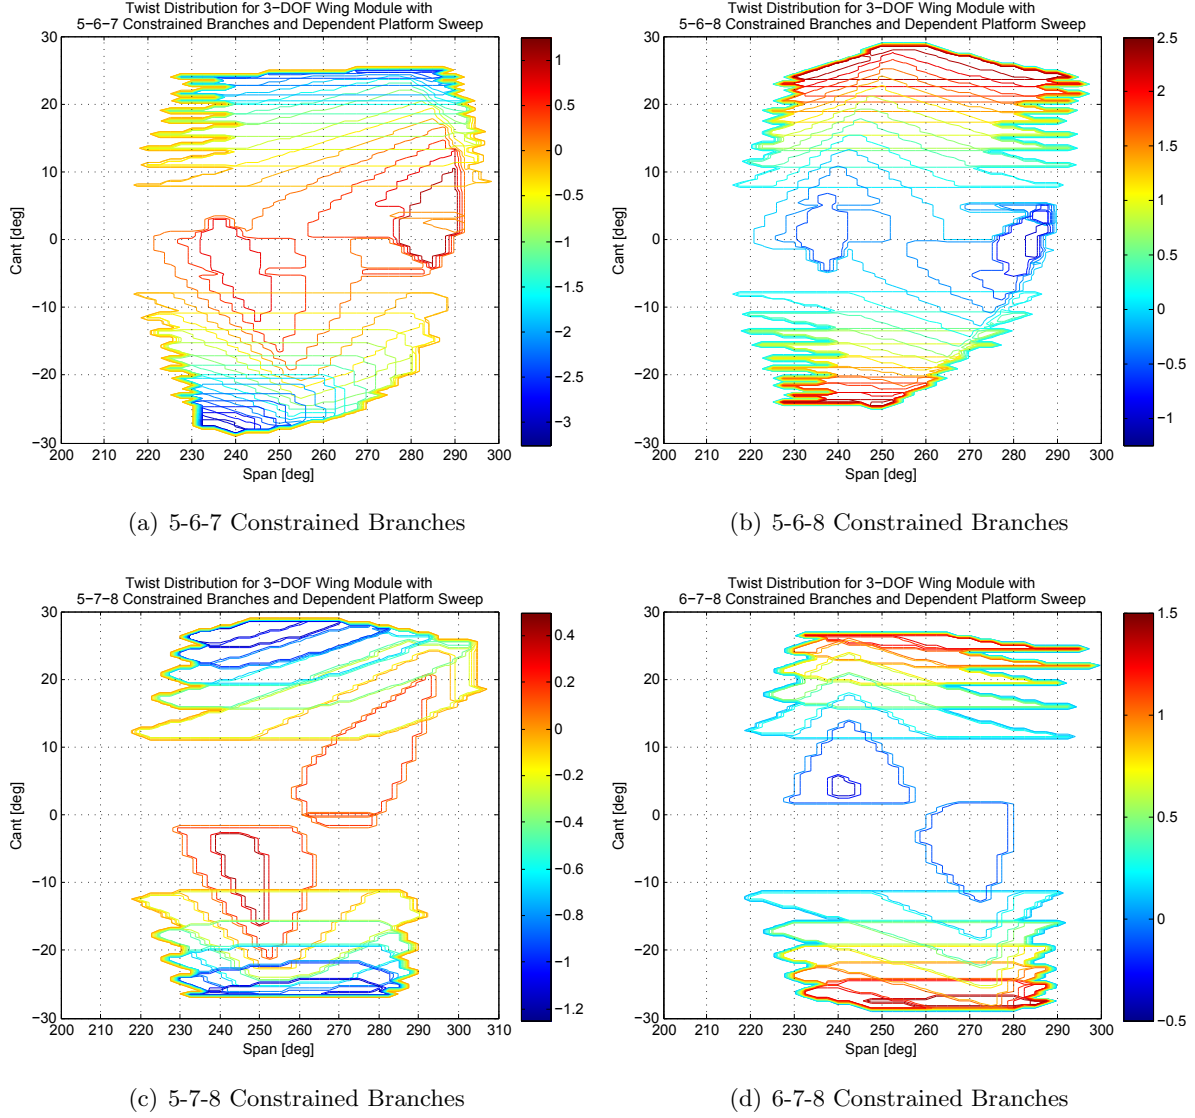 Twist Distribution for 3−DOF Wing Module with
5−6−7 Constrained Branches and Dependent Platform Sweep
30
20
10
0
−10
−20
−30
Cant [deg]
200 210 220 230 240 250 260 270 280 290 300
Span [deg]
1
0.5
0
−0.5
−1
−1.5
−2
−2.5
−3
(a) 5-6-7 Constrained Branches
Twist Distribution for 3−DOF Wing Module with
5−6−8 Constrained Branches and Dependent Platform Sweep
30
20
10
0
−10
−20
−30
Cant [deg]
200 210 220 230 240 250 260 270 280 290 300
Span [deg]
2.5
2
1.5
1
0.5
0
−0.5
−1
(b) 5-6-8 Constrained Branches
Twist Distribution for 3−DOF Wing Module with
5−7−8 Constrained Branches and Dependent Platform Sweep
30
20
10
0
−10
−20
−30
Cant [deg]
200 210 220 230 240 250 260 270 280 290 300 310
Span [deg]
0.4
0.2
0
−0.2
−0.4
−0.6
−0.8
−1
−1.2
(c) 5-7-8 Constrained Branches
Twist Distribution for 3−DOF Wing Module with
6−7−8 Constrained Branches and Dependent Platform Sweep
30
20
10
0
−10
−20
−30
Cant [deg]
200 210 220 230 240 250 260 270 280 290 300
Span [deg]
1.5
1
0.5
0
−0.5
(d) 6-7-8 Constrained Branches